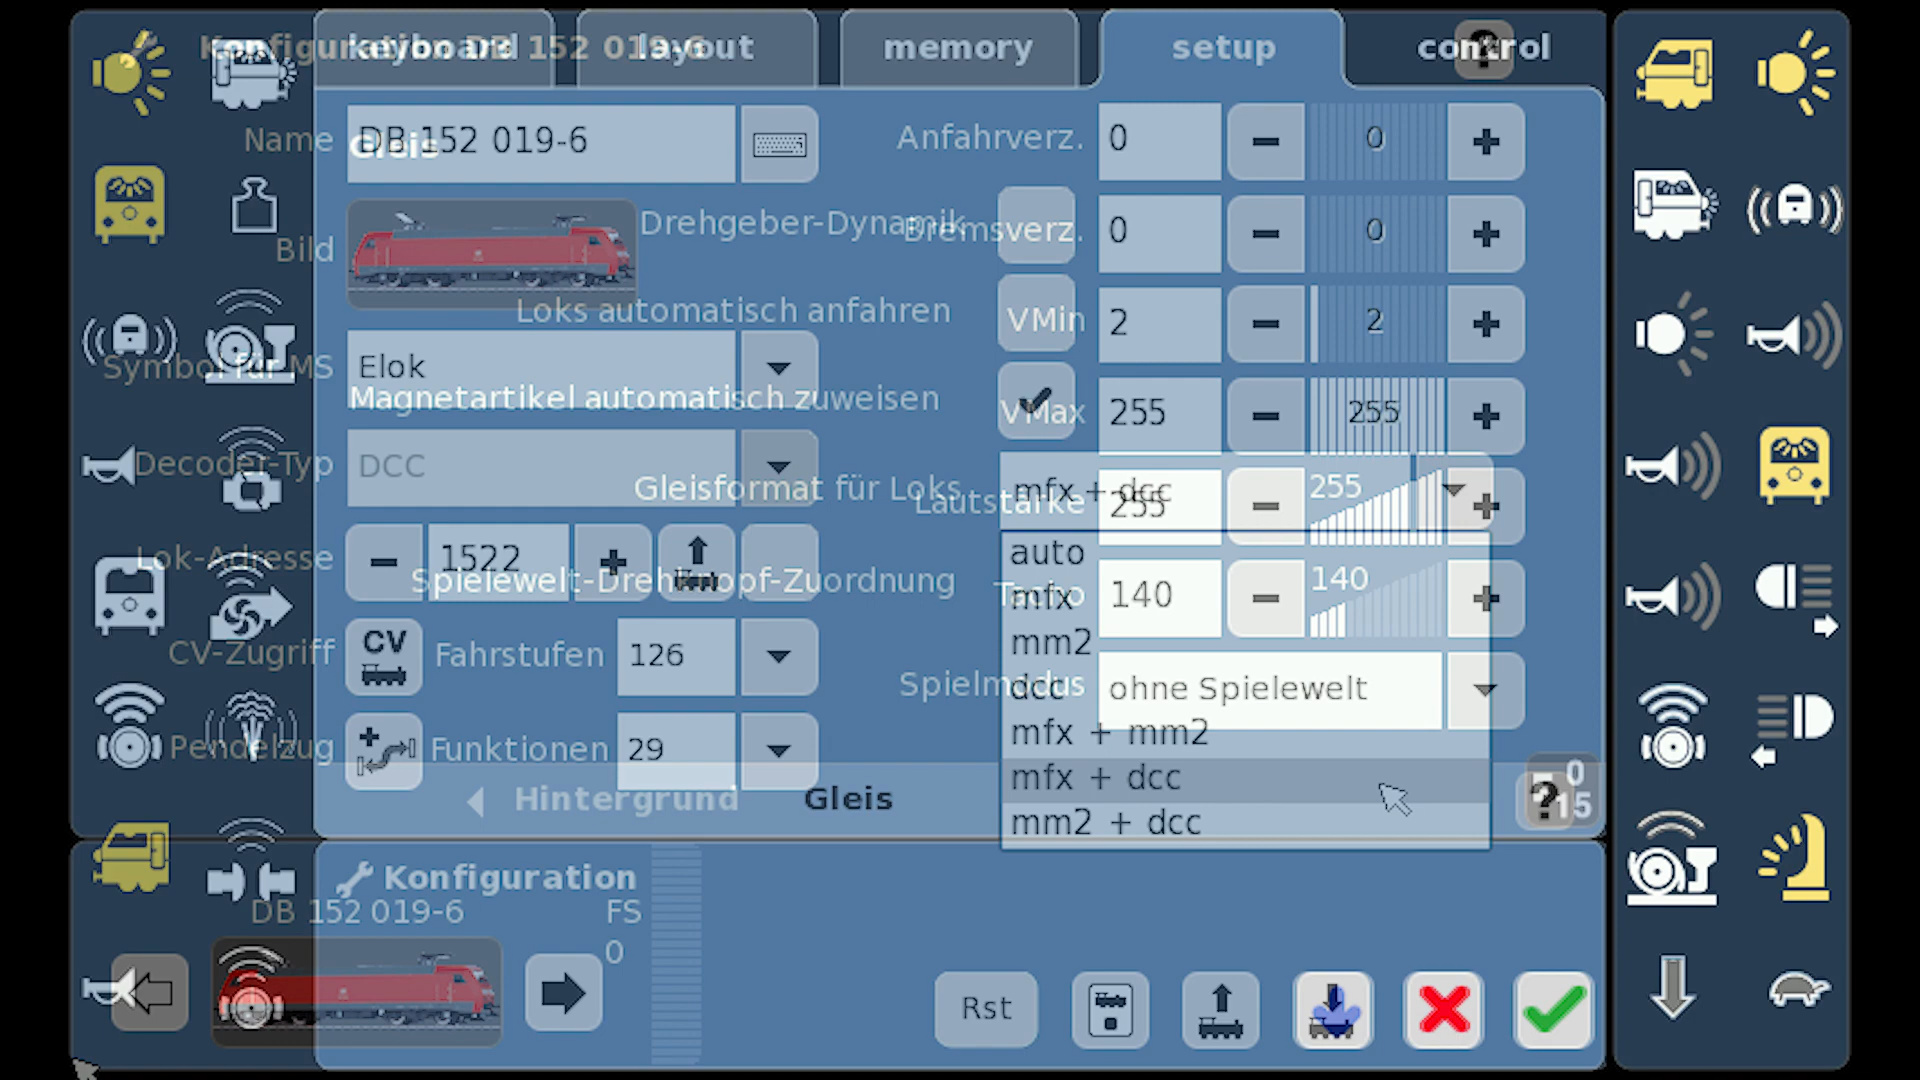 Konfiguration DB 152 019-6
keyboard
layout
memory
setup
control
?
Name
DB 152 019-6
Gleis
Anfahrverz.
0
0
Bild
Drehgeber-Dynamik
Bremsverz.
0
0
Loks automatisch anfahren
VMin
2
2
Symbol für MS
Elok
Magnetartikel automatisch zuweisen
VMax
255
255
Decoder-Typ
DCC
Gleisformat für Loks
mfx + dcc
Lautstärke
255
255
auto
mfx
mm2
dcc
mfx + mm2
mfx + dcc
mm2 + dcc
Lok-Adresse
1522
Spielewelt-Drehknopf-Zuordnung
Tacho
140
140
CV-Zugriff
CV
Fahrstufen
126
Spielmodus
ohne Spielewelt
Pendelzug
Funktionen
29
Hintergrund
Gleis
?
0
15
Konfiguration
DB 152 019-6
FS
0
Rst